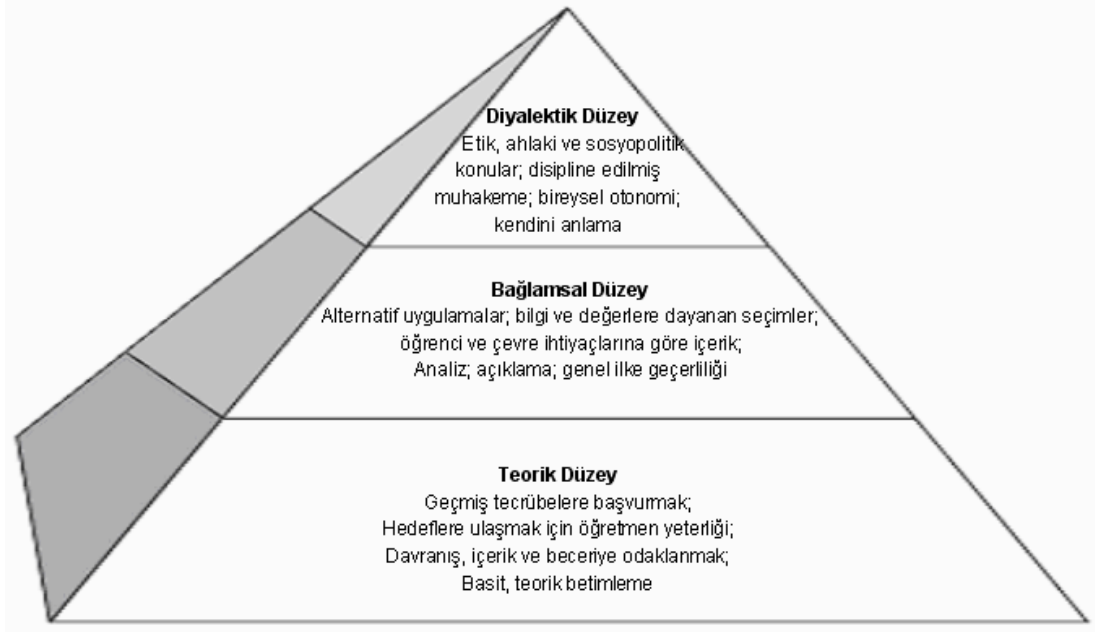 Diyalektik Düzey
Etik, ahlaki ve sosyopolitik
konular; disipline edilmiş
muhakeme; bireysel otonomi;
kendini anlama
Bağlamsal Düzey
Alternatif uygulamalar; bilgi ve değerlere dayanan seçimler;
öğrenci ve çevre ihtiyaçlarına göre içerik;
Analiz; açıklama; genel ilke geçerliliği
Teorik Düzey
Geçmiş tecrübelere başvurmak;
Hedeflere ulaşmak için öğretmen yeterliği;
Davranış, içerik ve beceriye odaklanmak;
Basit, teorik betimleme